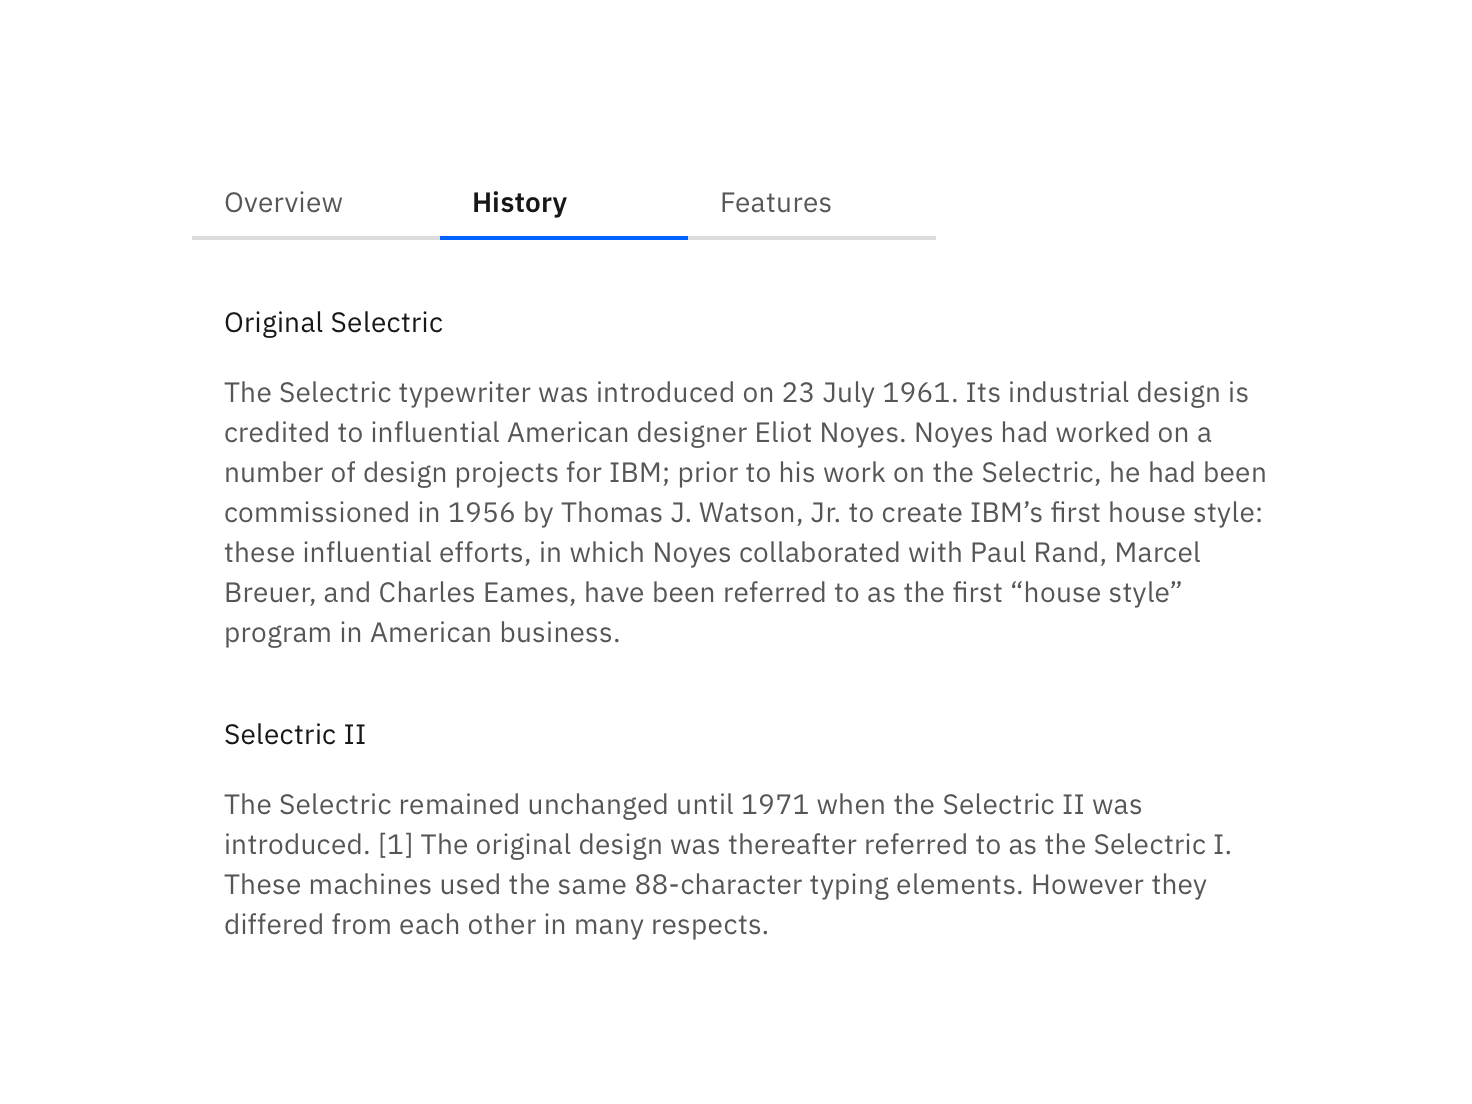 Overview History Features
Original Selectric
The Selectric typewriter was introduced on 23 July 1961. Its industrial design is
credited to influential American designer Eliot Noyes. Noyes had worked on a
number of design projects for IBM; prior to his work on the Selectric, he had been
commissioned in 1956 by Thomas J. Watson, Jr. to create IBM’s first house style:
these influential efforts, in which Noyes collaborated with Paul Rand, Marcel
Breuer, and Charles Eames, have been referred to as the first “house style”
program in American business.
Selectric II
The Selectric remained unchanged until 1971 when the Selectric II was
introduced. [1] The original design was thereafter referred to as the Selectric I.
These machines used the same 88-character typing elements. However they
differed from each other in many respects.